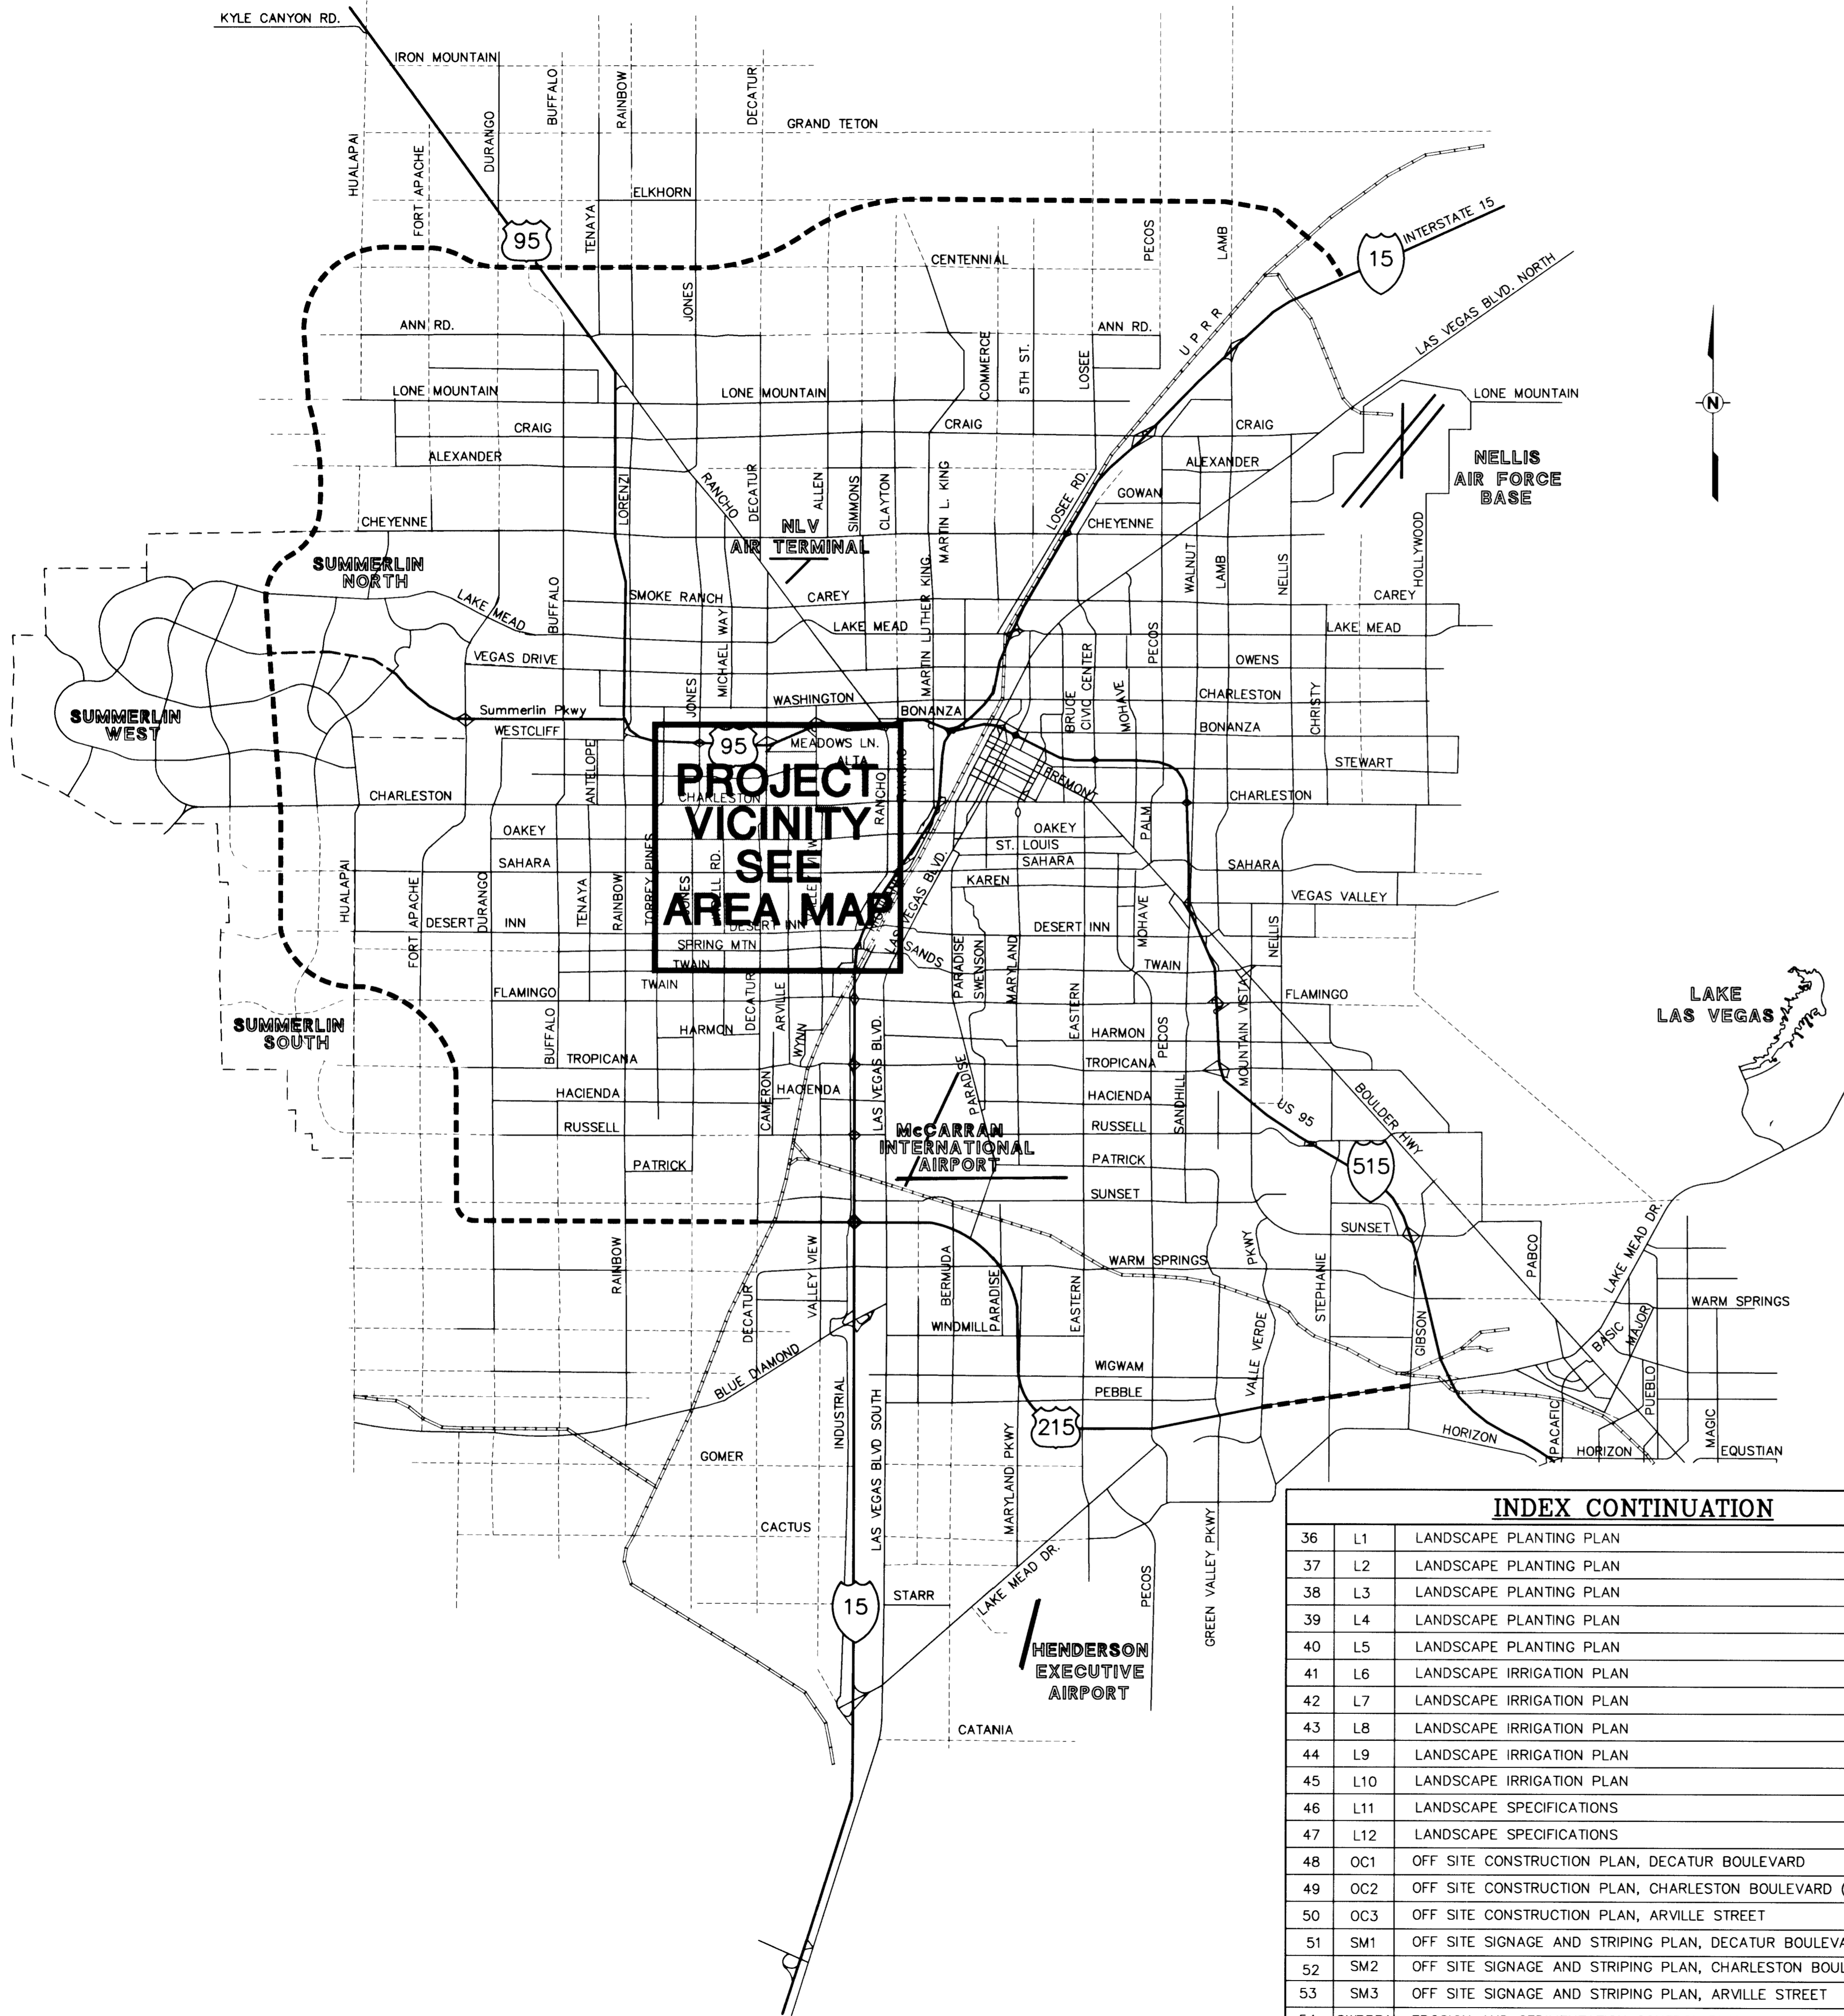 KYLE CANYON RD.
IRON MOUNTAIN
HUALAPAI
FORT APACHE
DURANGO
BUFFALO
RAINBOW
DECATUR
GRAND TETON
TENAYA
ELKHORN
95
JONES
CENTENNIAL
PECOS
LAMB
15
INTERSTATE 15
LAS VEGAS BLVD. NORTH
UPRR
ANN RD.
ANN RD.
COMMERCE
5TH ST.
LOSEE
LONE MOUNTAIN
LONE MOUNTAIN
LONE MOUNTAIN
N
CRAIG
CRAIG
CRAIG
ALEXANDER
ALEXANDER
NELLIS
AIR FORCE
BASE
LORENZI
RANCHO
DECATUR
ALLEN
SIMMONS
CLAYTON
MARTIN L. KING
LOSEE RD.
GOWAN
CHEYENNE
CHEYENNE
NLV
AIR TERMINAL
SUMMERLIN
NORTH
WALNUT
LAMB
NELLIS
HOLLYWOOD
LAKE MEAD
BUFFALO
SMOKE RANCH
CAREY
CAREY
MICHAEL WAY
LAKE MEAD
LAKE MEAD
MARTIN LUTHER KING.
VEGAS DRIVE
OWENS
BRUCE
CIVIC CENTER
MOHAVE
PECOS
JONES
WASHINGTON
CHARLESTON
CHRISTY
SUMMERLIN
WEST
Summerlin Pkwy
BONANZA
BONANZA
WESTCLIFF
95
MEADOWS LN.
ALTA
STEWART
ANTELOPE
FREMONT
CHARLESTON
CHARLESTON
CHARLESTON
PROJECT
VICINITY
SEE
AREA MAP
RANCHO
RANCHO
OAKEY
OAKEY
PALM
ST. LOUIS
SAHARA
SAHARA
SAHARA
KAREN
VEGAS VALLEY
HUALAPAI
FORT APACHE
DURANGO
TENAYA
RAINBOW
TORREY PINES
JONES
VALLEY VIEW
LAS VEGAS BLVD.
DESERT INN
DESERT INN
DESERT INN
MOHAVE
NELLIS
SPRING MTN
SANDS
PARADISE
SWENSON
MARYLAND
TWAIN
TWAIN
TWAIN
FLAMINGO
FLAMINGO
DECATUR
ARVILLE
WYNN
EASTERN
MOUNTAIN VISTA
LAKE
LAS VEGAS
SUMMERLIN
SOUTH
BUFFALO
HARMON
HARMON
PECOS
TROPICANA
TROPICANA
LAS VEGAS BLVD.
PARADISE
PARADISE
CAMERON
HACIENDA
HACIENDA
HACIENDA
SANDHILL
BOULDER HWY
US 95
RUSSELL
RUSSELL
McCARRAN
INTERNATIONAL
AIRPORT
PATRICK
PATRICK
515
SUNSET
SUNSET
RAINBOW
DECATUR
VALLEY VIEW
BERMUDA
PARADISE
EASTERN
WARM SPRINGS
PKWY
VALLE VERDE
STEPHANIE
GIBSON
PABCO
LAKE MEAD DR.
WARM SPRINGS
WINDMILL
BASIC
MAJOR
BLUE DIAMOND
WIGWAM
PEBBLE
INDUSTRIAL
LAS VEGAS BLVD SOUTH
215
MARYLAND PKWY
PACAFIC
PUEBLO
MAGIC
HORIZON
HORIZON
EQUSTIAN
GOMER
CACTUS
15
STARR
LAKE MEAD DR.
PECOS
GREEN VALLEY PKWY
HENDERSON
EXECUTIVE
AIRPORT
CATANIA
INDEX CONTINUATION
36 L1 LANDSCAPE PLANTING PLAN
37 L2 LANDSCAPE PLANTING PLAN
38 L3 LANDSCAPE PLANTING PLAN
39 L4 LANDSCAPE PLANTING PLAN
40 L5 LANDSCAPE PLANTING PLAN
41 L6 LANDSCAPE IRRIGATION PLAN
42 L7 LANDSCAPE IRRIGATION PLAN
43 L8 LANDSCAPE IRRIGATION PLAN
44 L9 LANDSCAPE IRRIGATION PLAN
45 L10 LANDSCAPE IRRIGATION PLAN
46 L11 LANDSCAPE SPECIFICATIONS
47 L12 LANDSCAPE SPECIFICATIONS
48 OC1 OFF SITE CONSTRUCTION PLAN, DECATUR BOULEVARD
49 OC2 OFF SITE CONSTRUCTION PLAN, CHARLESTON BOULEVARD (
50 OC3 OFF SITE CONSTRUCTION PLAN, ARVILLE STREET
51 SM1 OFF SITE SIGNAGE AND STRIPING PLAN, DECATUR BOULEVA
52 SM2 OFF SITE SIGNAGE AND STRIPING PLAN, CHARLESTON BOUL
53 SM3 OFF SITE SIGNAGE AND STRIPING PLAN, ARVILLE STREET